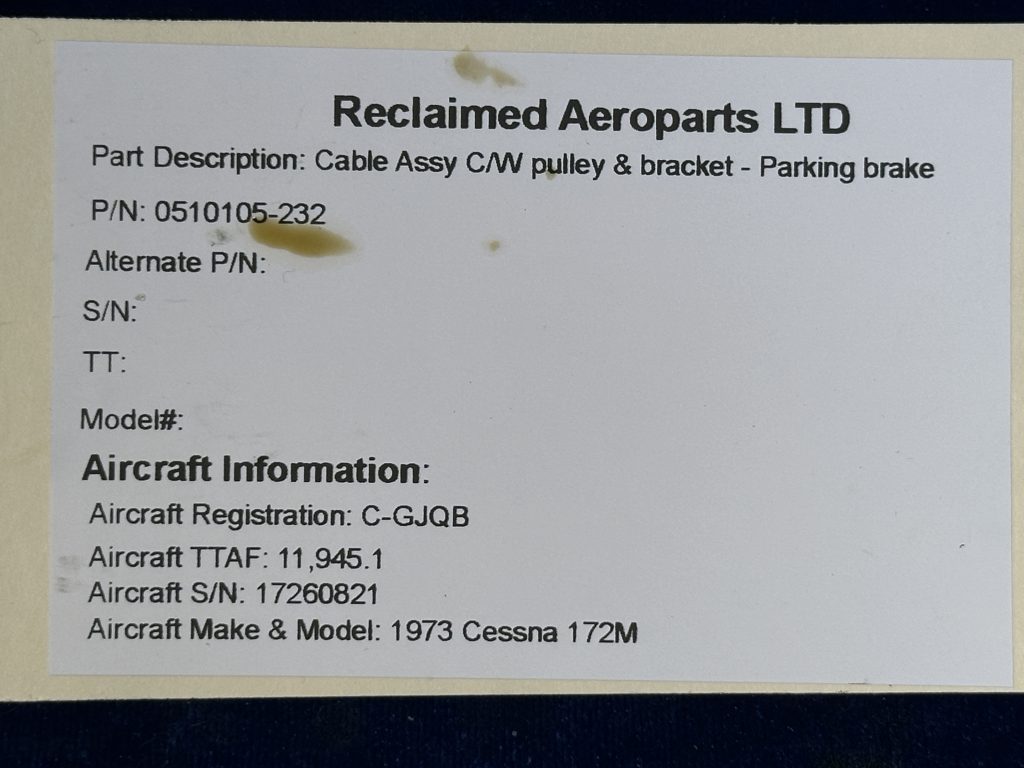 Reclaimed Aeroparts LTD
Part Description: Cable Assy C/W pulley & bracket - Parking brake
P/N: 0510105-232
Alternate P/N:
S/N:
TT:
Model#:
Aircraft Information:
Aircraft Registration: C-GJQB
Aircraft TTAF: 11,945.1
Aircraft S/N: 17260821
Aircraft Make & Model: 1973 Cessna 172M